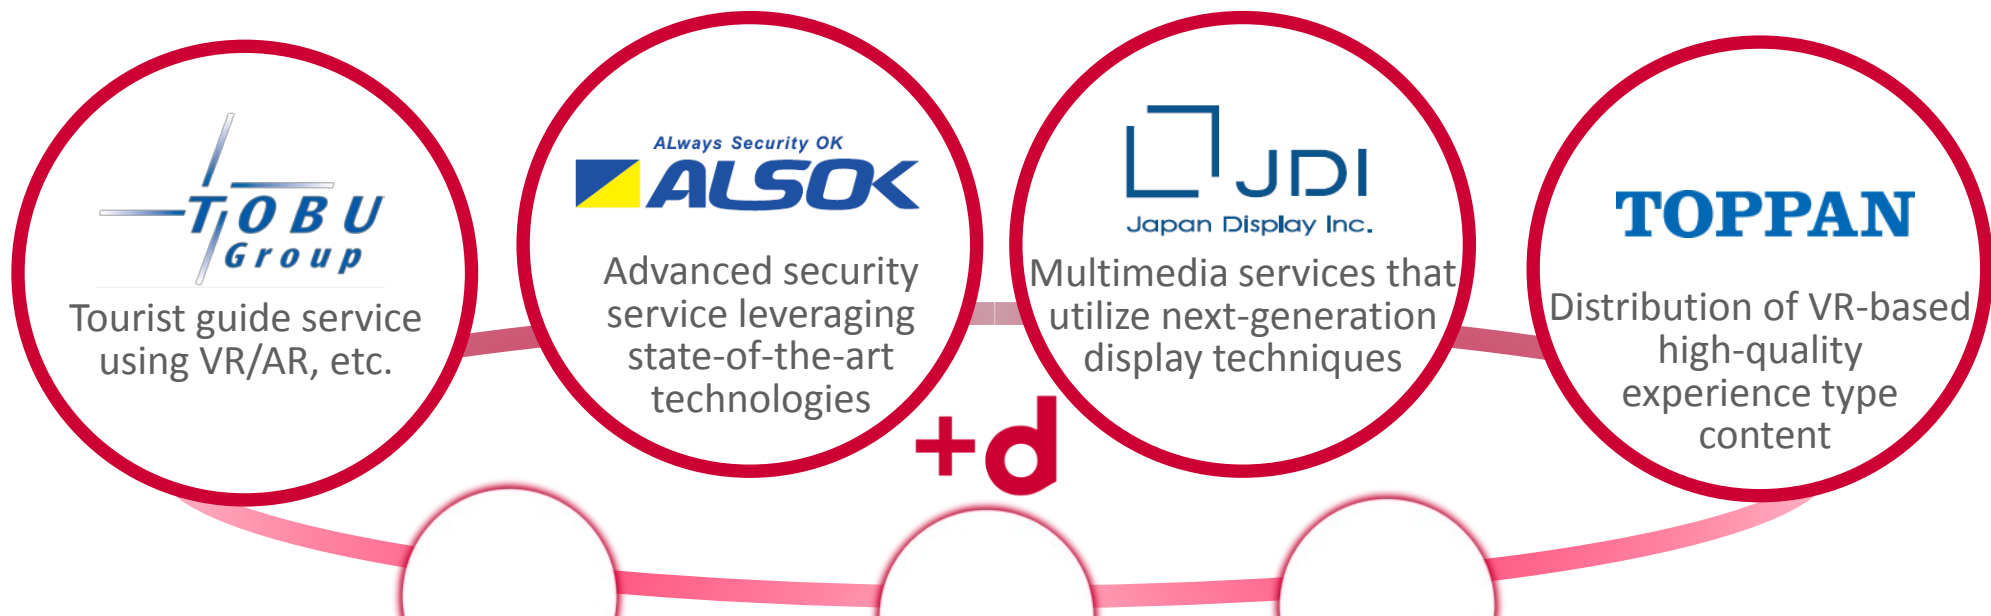 TOBU
Group
Tourist guide service
using VR/AR, etc.
ALways Security OK
ALSOK
Advanced security
service leveraging
state-of-the-art
technologies
JDI
Japan Display Inc.
Multimedia services that
utilize next-generation
display techniques
TOPPAN
Distribution of VR-based
high-quality
experience type
content
+d